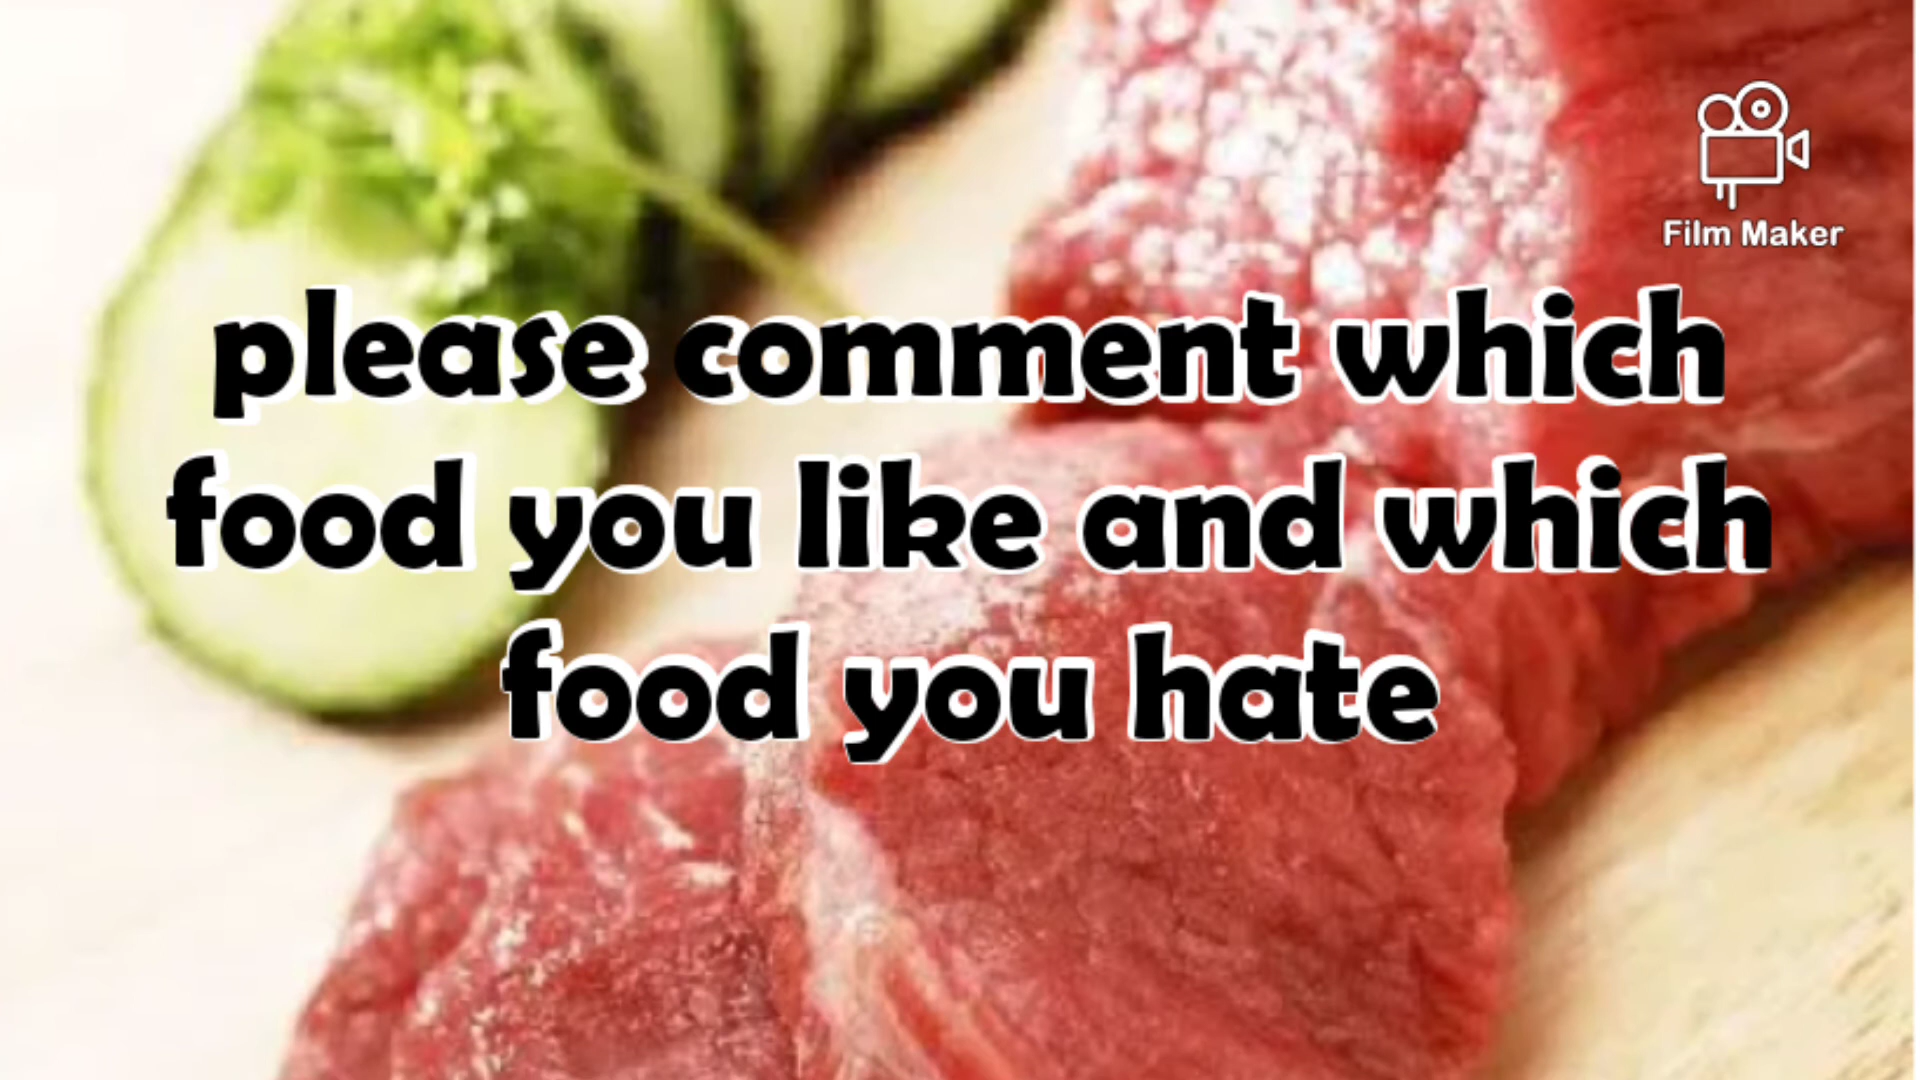 Film Maker
please comment which
food you like and which
food you hate